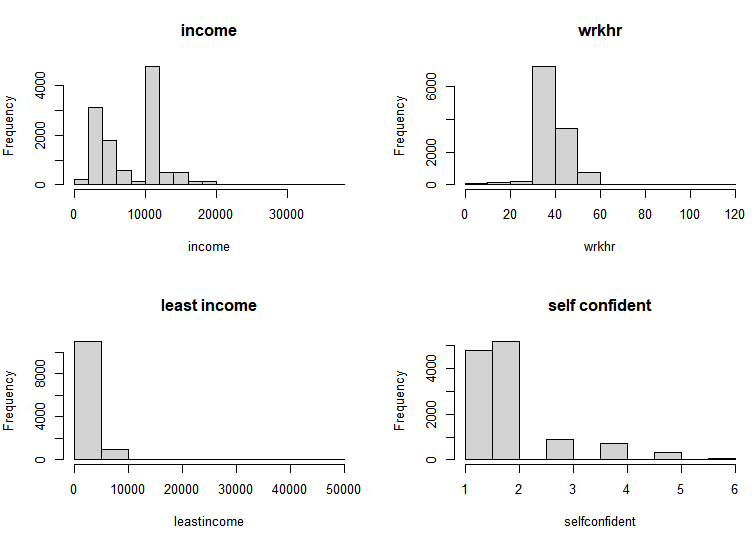 income
Frequency
0
2000
4000
0
10000
20000
30000
income
wrkhr
Frequency
0
2000
6000
0
20
40
60
80
100
120
wrkhr
least income
Frequency
0
4000
8000
0
10000
20000
30000
40000
50000
leastincome
self confident
Frequency
0
2000
4000
1
2
3
4
5
6
selfconfident